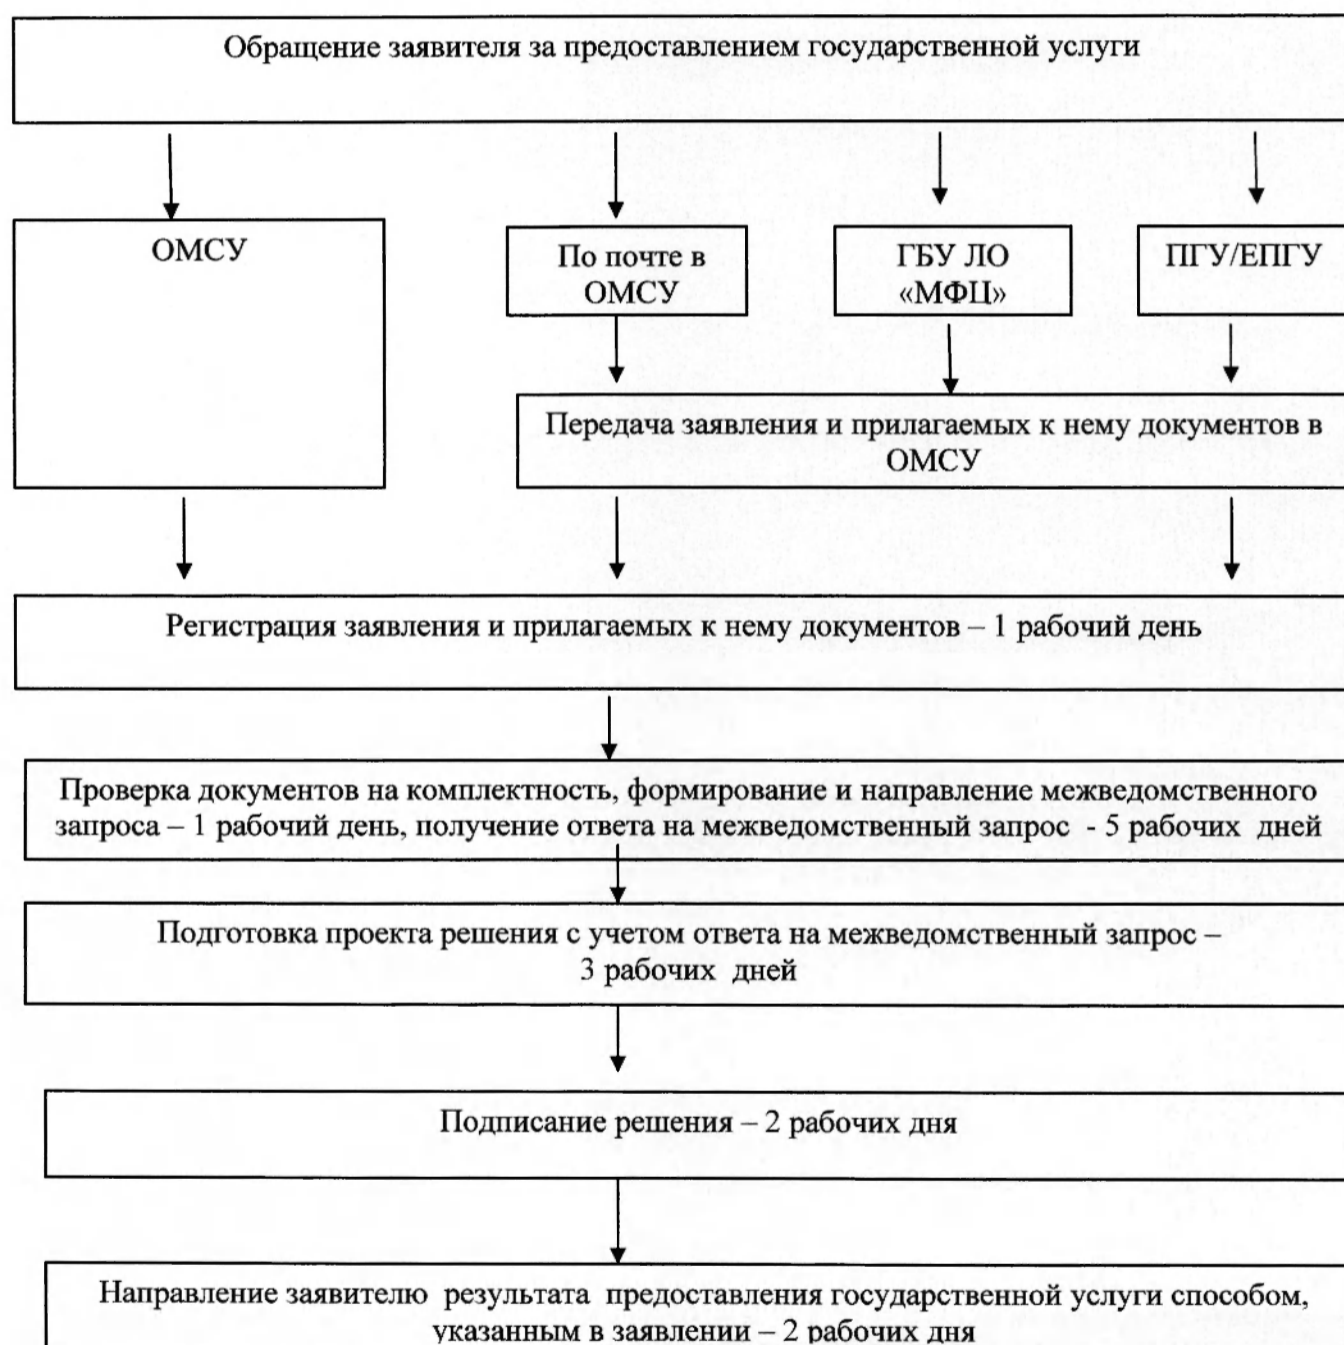 Обращение заявителя за предоставлением государственной услуги
ОМСУ
По почте в
ОМСУ
ГБУ ЛО
«МФЦ»
ПГУ/ЕПГУ
Передача заявления и прилагаемых к нему документов в
ОМСУ
Регистрация заявления и прилагаемых к нему документов – 1 рабочий день
Проверка документов на комплектность, формирование и направление межведомственного
запроса – 1 рабочий день, получение ответа на межведомственный запрос - 5 рабочих дней
Подготовка проекта решения с учетом ответа на межведомственный запрос –
3 рабочих дней
Подписание решения – 2 рабочих дня
Направление заявителю результата предоставления государственной услуги способом,
указанным в заявлении – 2 рабочих дня